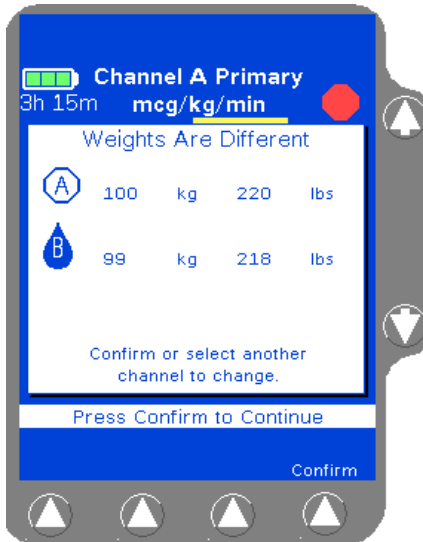 Channel A Primary
3h 15m mcg/kg/min
Weights Are Different
A 100 kg 220 lbs
B 99 kg 218 lbs
Confirm or select another
channel to change.
Press Confirm to Continue
Confirm